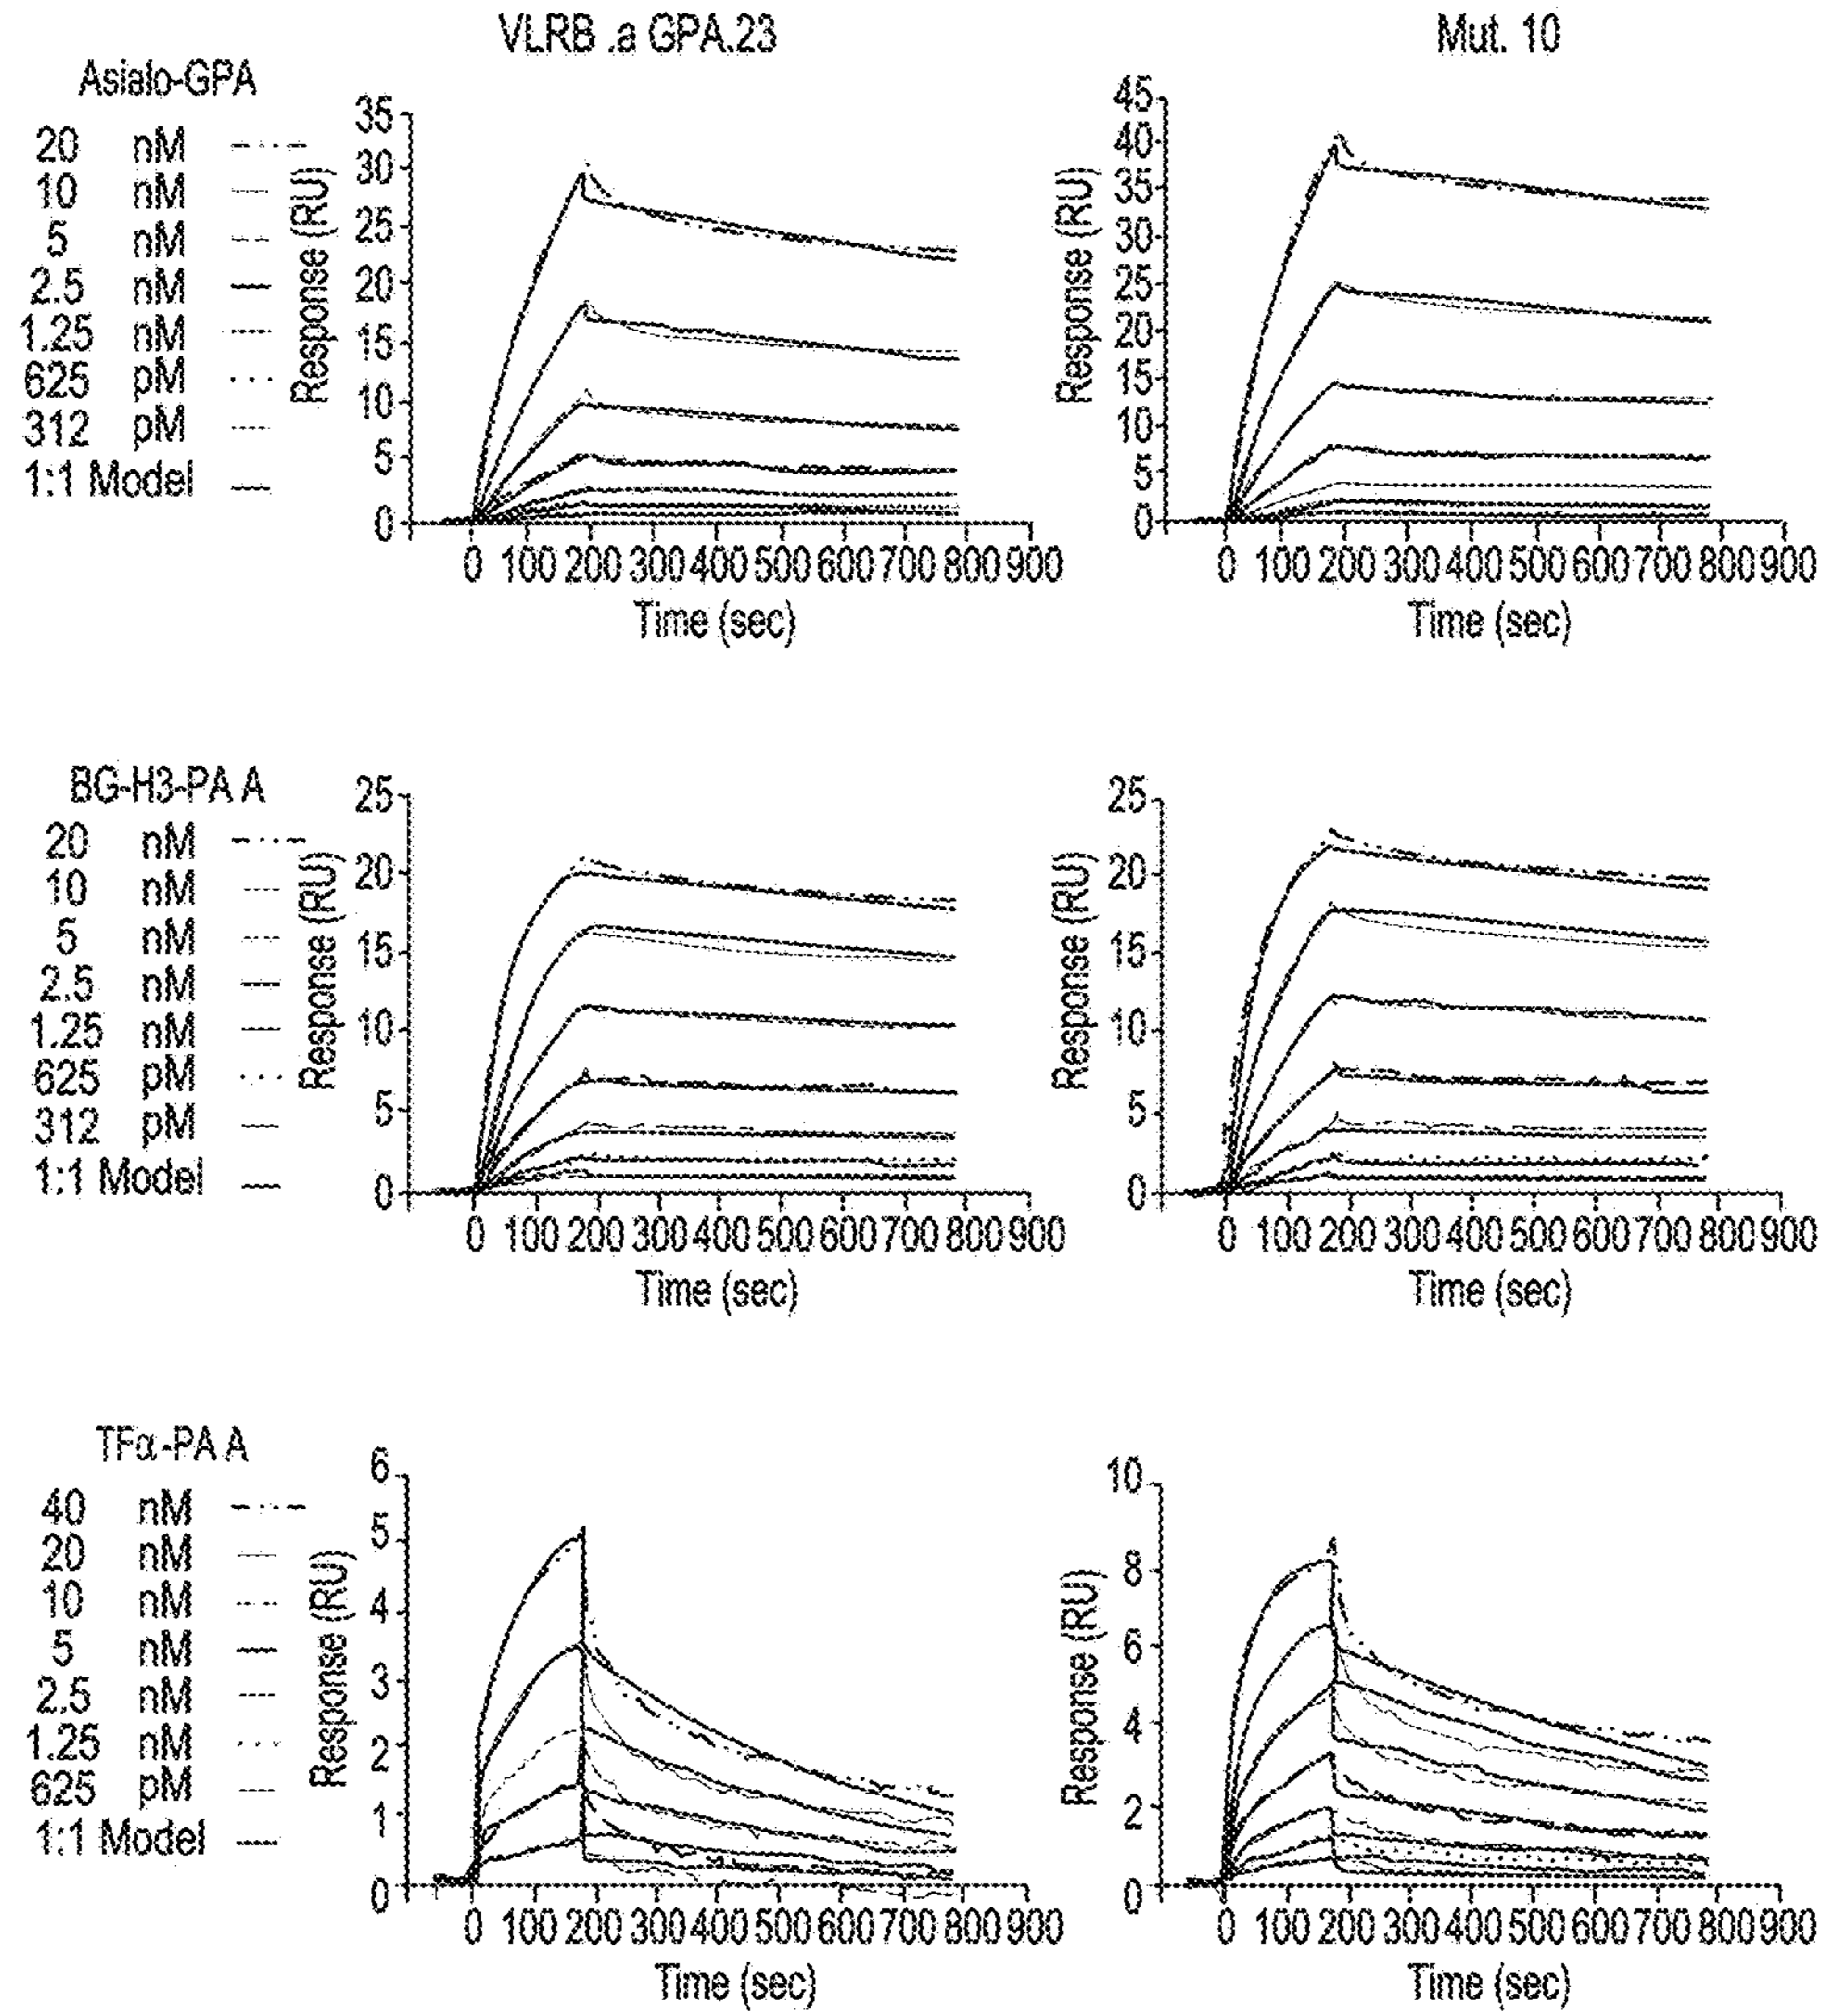 VLRB .a GPA.23
Mut. 10
Asialo-GPA
20 nM
10 nM
5 nM
2.5 nM
1.25 nM
625 pM
312 pM
1:1 Model
Response (RU)
35
30
25
20
15
10
5
0
0 100 200 300 400 500 600 700 800 900
Time (sec)
Response (RU)
45
40
35
30
25
20
15
10
5
0
0 100 200 300 400 500 600 700 800 900
Time (sec)
BG-H3-PA A
20 nM
10 nM
5 nM
2.5 nM
1.25 nM
625 pM
312 pM
1:1 Model
Response (RU)
25
20
15
10
5
0
0 100 200 300 400 500 600 700 800 900
Time (sec)
Response (RU)
25
20
15
10
5
0
0 100 200 300 400 500 600 700 800 900
Time (sec)
TFα-PA A
40 nM
20 nM
10 nM
5 nM
2.5 nM
1.25 nM
625 pM
1:1 Model
Response (RU)
6
5
4
3
2
1
0
0 100 200 300 400 500 600 700 800 900
Time (sec)
Response (RU)
10
8
6
4
2
0
0 100 200 300 400 500 600 700 800 900
Time (sec)